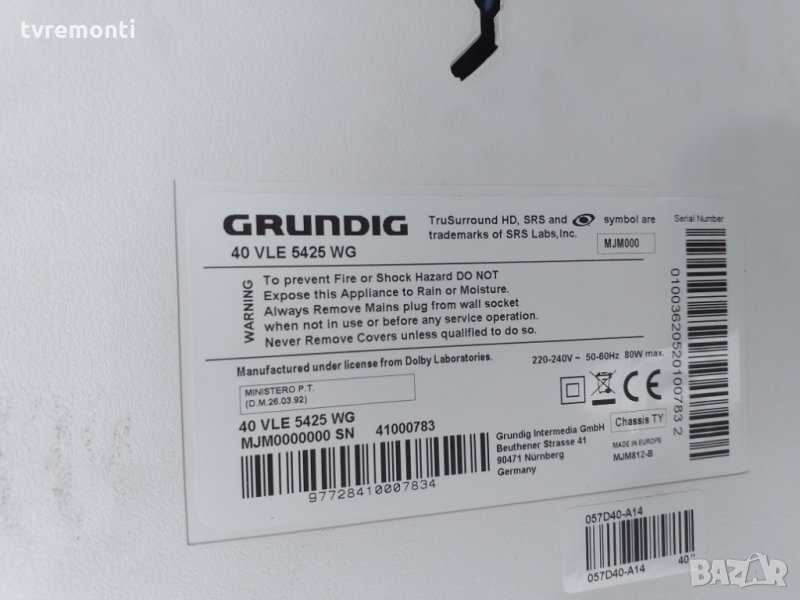 tvremonti
GRUNDIG
40 VLE 5425 WG
TruSurround HD, SRS and symbol are
trademarks of SRS Labs,Inc.
MJM000
Serial Number
WARNING
To prevent Fire or Shock Hazard DO NOT
Expose this Appliance to Rain or Moisture.
Always Remove Mains plug from wall socket
when not in use or before any service operation.
Never Remove Covers unless qualified to do so.
Manufactured under license from Dolby Laboratories.
220-240V ~ 50-60Hz 80W max.
MINISTERO P.T.
(D.M.26.03.92)
CE
40 VLE 5425 WG
MJM0000000 SN 41000783
97728410007834
Grundig Intermedia GmbH
Beuthener Strasse 41
90471 Nürnberg
Germany
Chassis TY
MADE IN EUROPE
MJM812-B
01003620520100783 2
057D40-A14
057D40-A14 40"
BAZAR